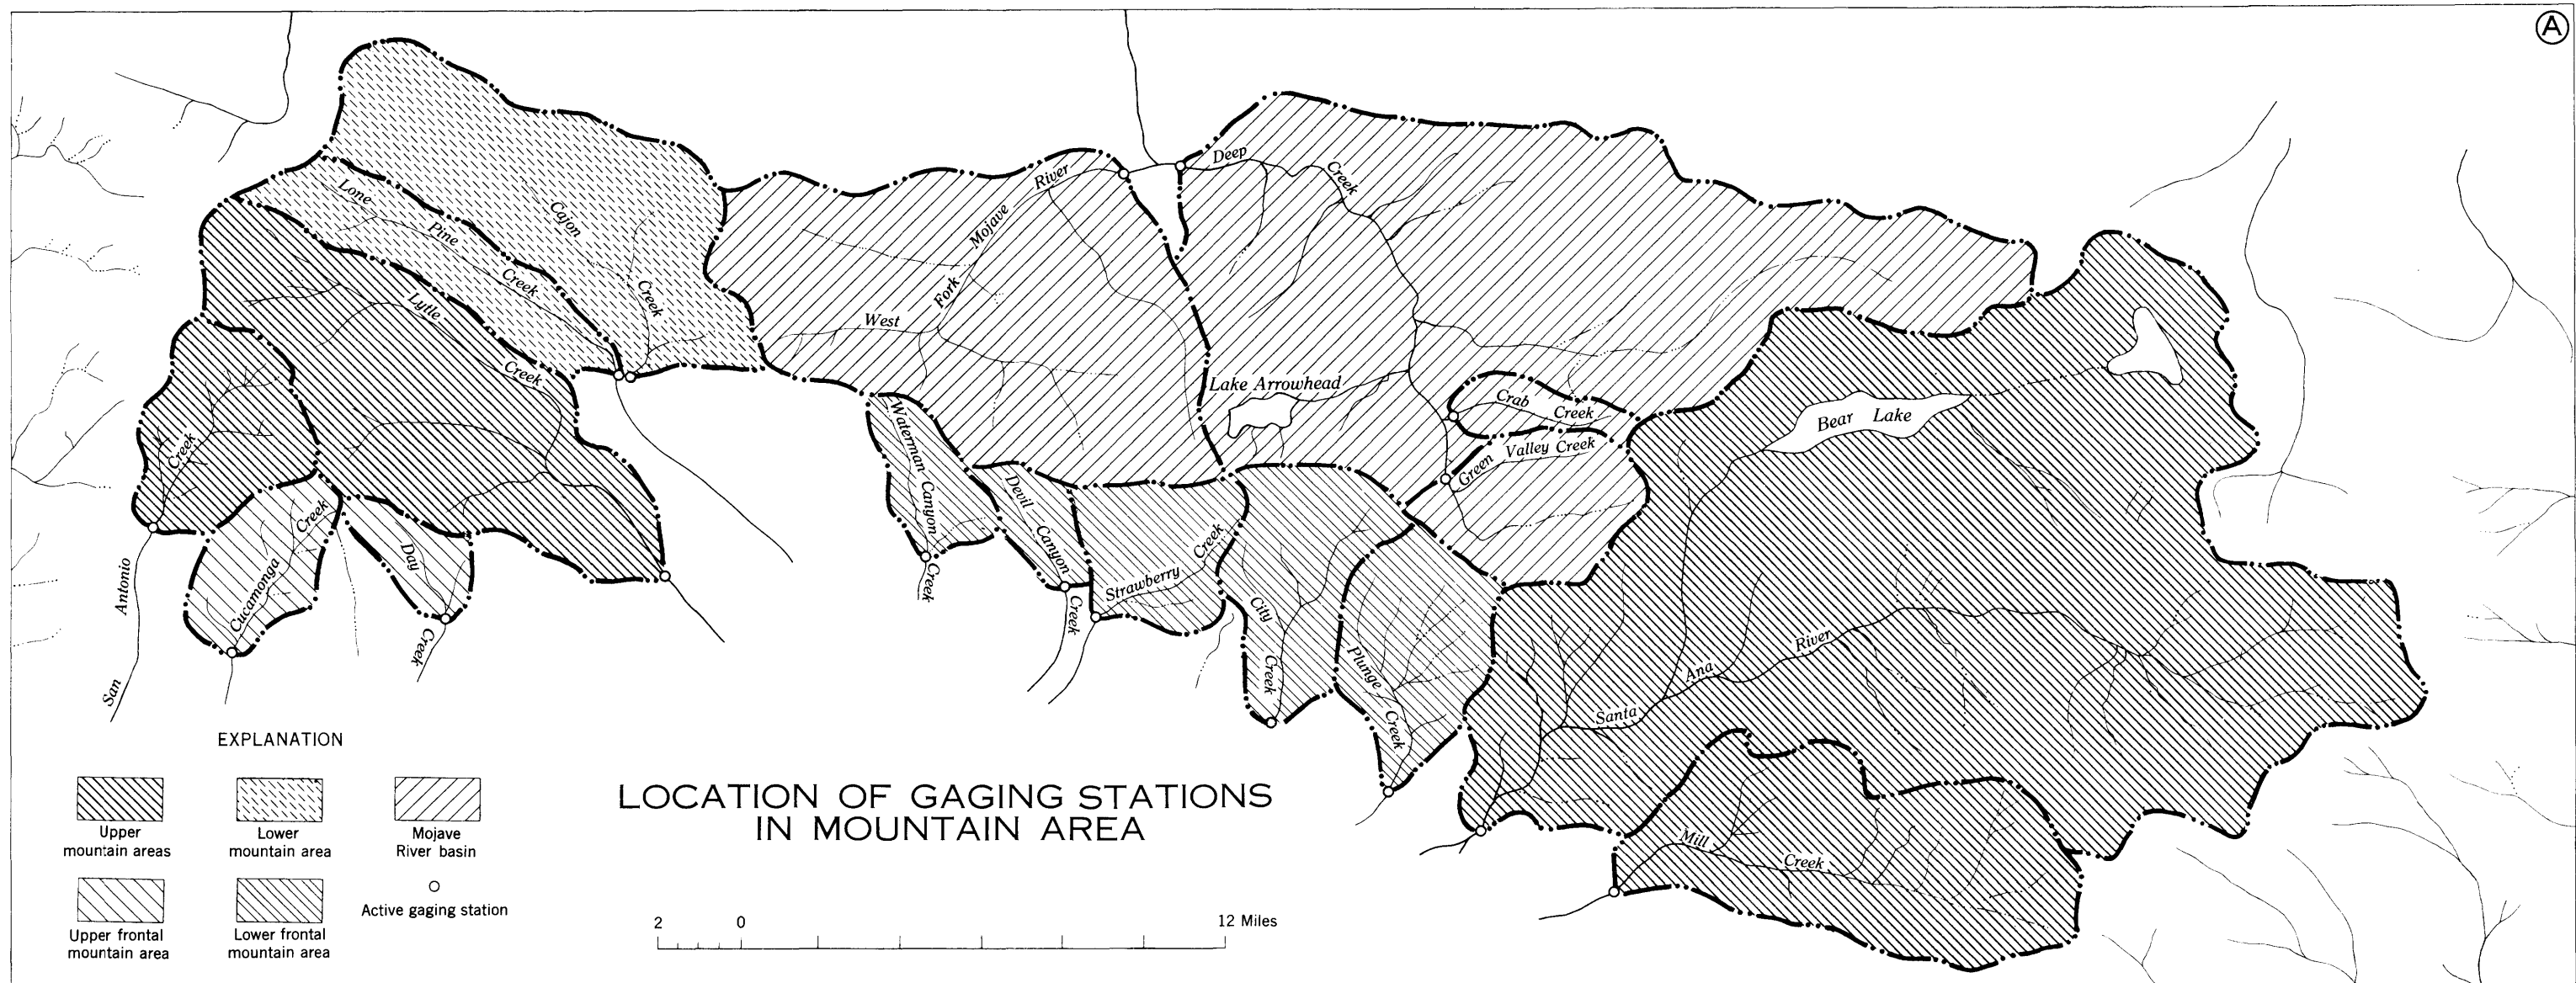 A
Deep
Creek
River
Mojave
Fork
West
Lone
Pine
Creek
Cajon
Creek
Lytle
Creek
Lake Arrowhead
Crab
Creek
Valley Creek
Green
Bear Lake
Waterman
Canyon
Creek
Devil
Canyon
Creek
Strawberry
Creek
City
Creek
Plunge
Creek
Creek
Antonio
San
Cucamonga
Creek
Day
Creek
River
Ana
Santa
Mill
Creek
EXPLANATION
Upper
mountain areas
Lower
mountain area
Mojave
River basin
Upper frontal
mountain area
Lower frontal
mountain area
Active gaging station
LOCATION OF GAGING STATIONS
IN MOUNTAIN AREA
2 0 12 Miles